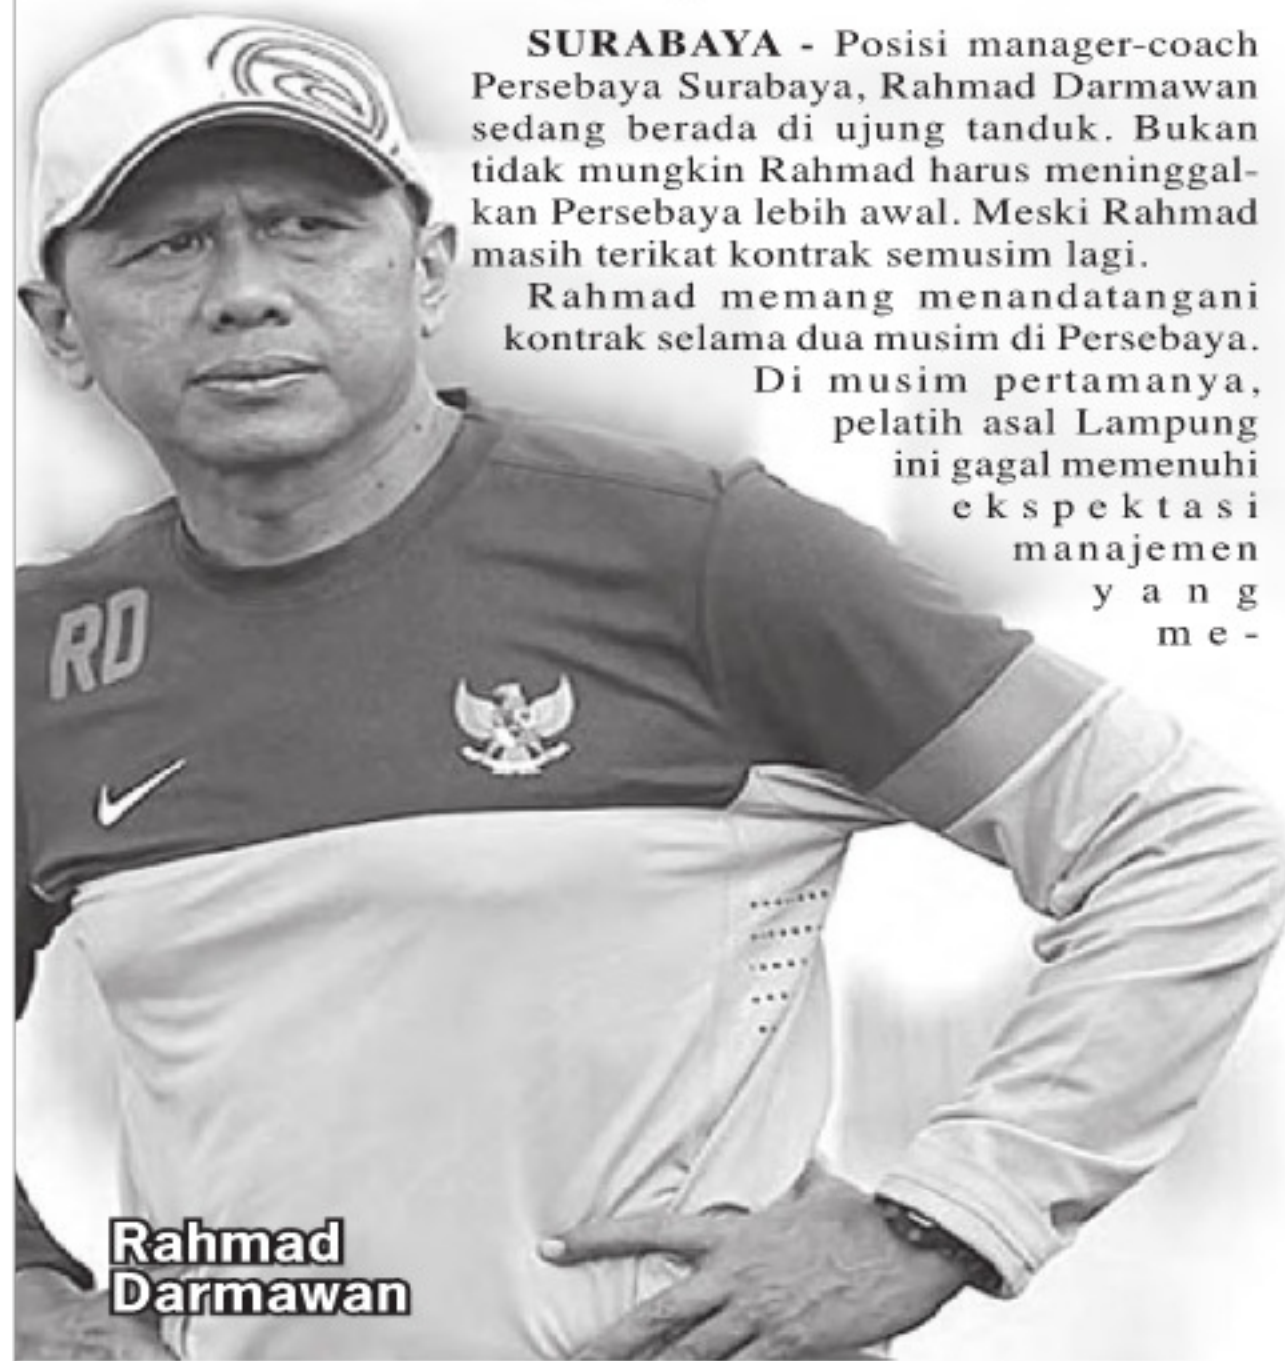 SURABAYA - Posisi manager-coach
Persebaya Surabaya, Rahmad Darmawan
sedang berada di ujung tanduk. Bukan
tidak mungkin Rahmad harus meninggal-
kan Persebaya lebih awal. Meski Rahmad
masih terikat kontrak semusim lagi.
Rahmad memang menandatangani
kontrak selama dua musim di Persebaya.
Di musim pertamanya,
pelatih asal Lampung
ini gagal memenuhi
ekspektasi
manajemen
yang
me-
RD
Rahmad
Darmawan